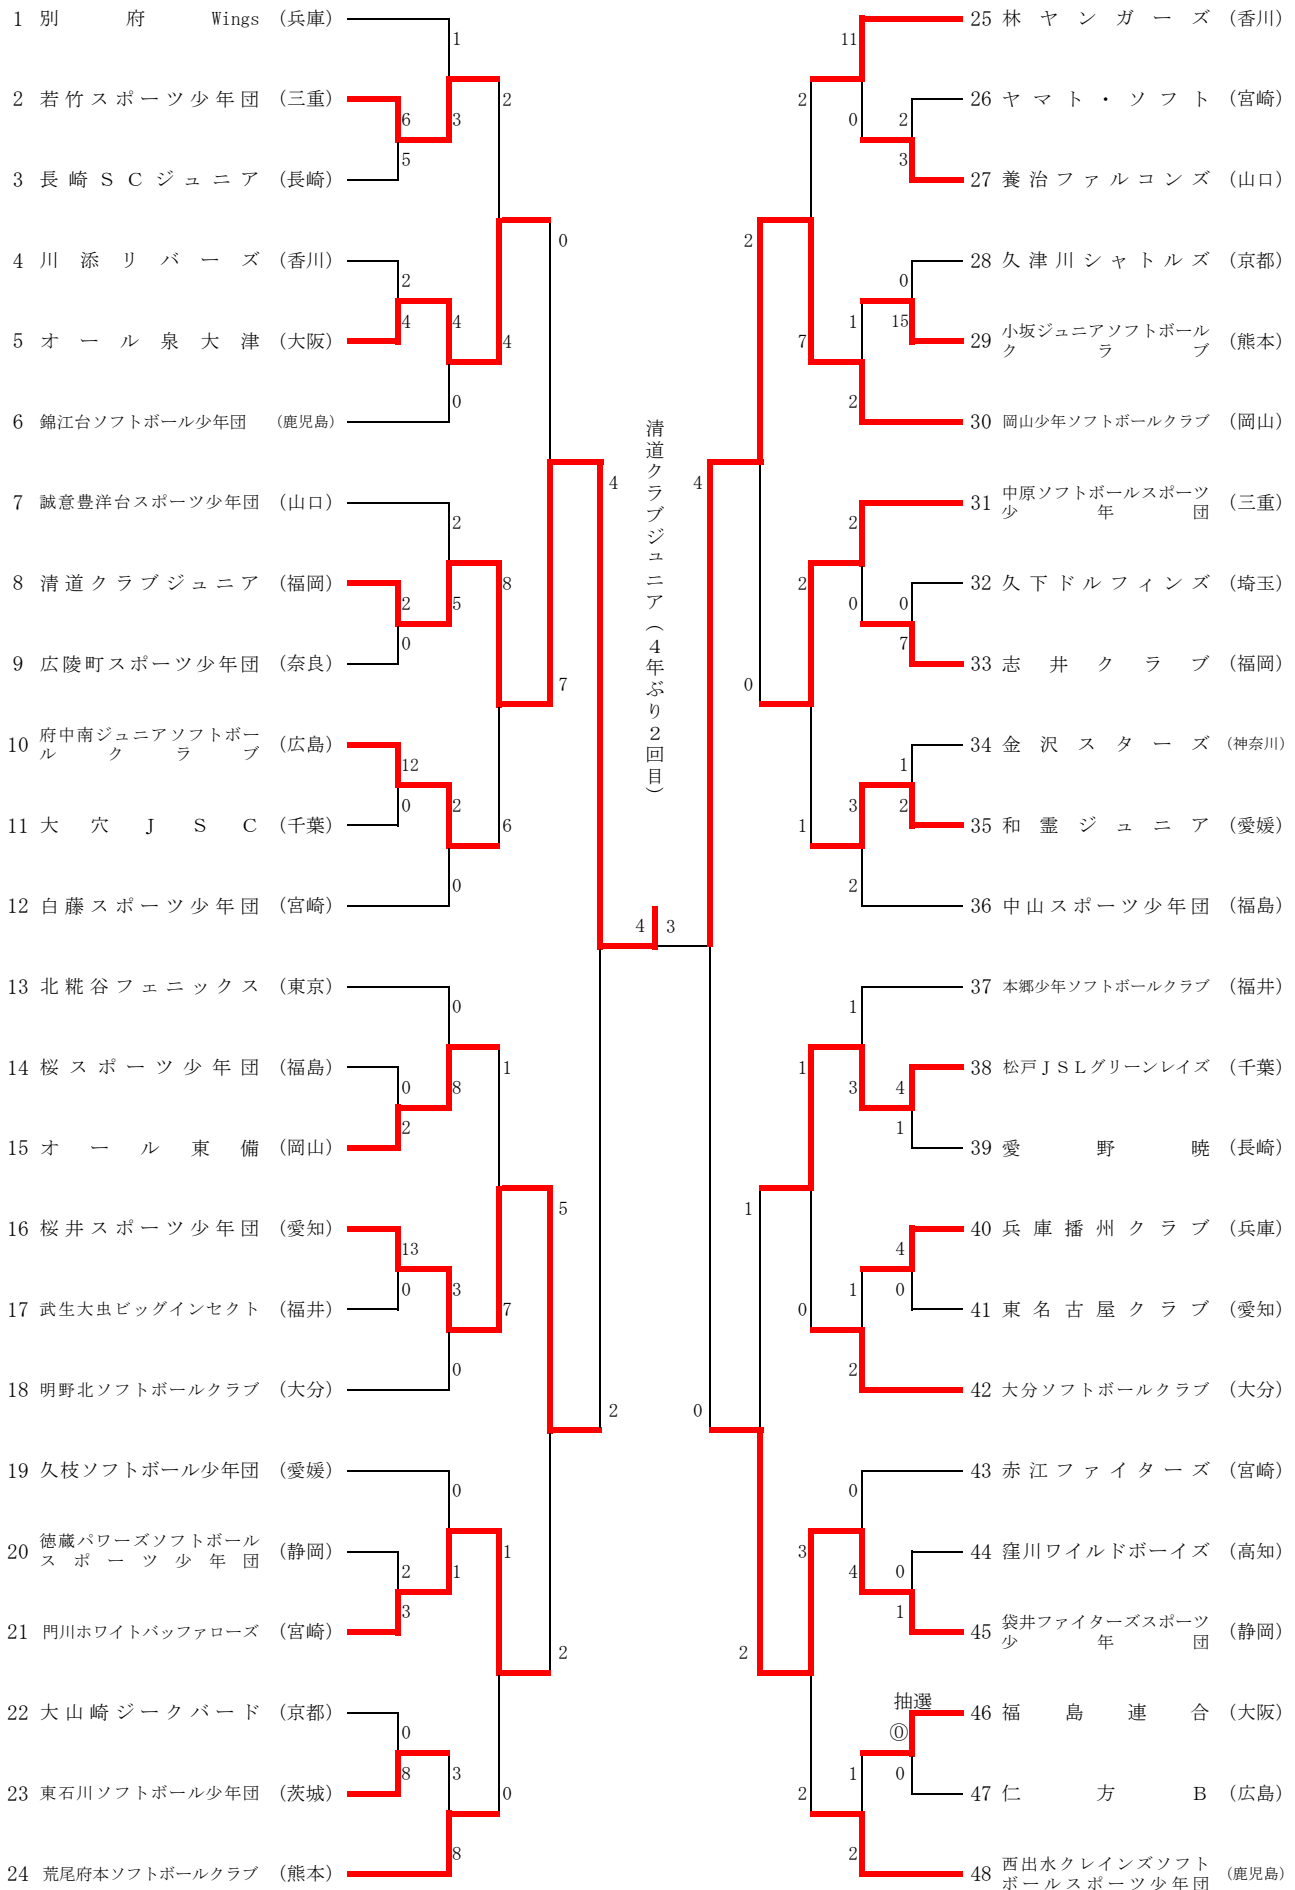 1 別府Wings (兵庫)
1
2 若竹スポーツ少年団 (三重)
6 3 2
5
3 長崎SCジュニア (長崎)
0
4 川添リバーズ (香川)
2
4 4 4
5 オール泉大津 (大阪)
0
6 錦江台ソフトボール少年団 (鹿児島)
4
7 誠意豊洋台スポーツ少年団 (山口)
2
8 清道クラブジュニア (福岡)
2 5 8
0
9 広陵町スポーツ少年団 (奈良)
7
10 府中南ジュニアソフトボー
ルクラブ (広島)
12
0 2 6
11 大穴JSC (千葉)
0
12 白藤スポーツ少年団 (宮崎)
13 北糀谷フェニックス (東京)
0
14 桜スポーツ少年団 (福島)
0 8 1
2
15 オール東備 (岡山)
5
16 桜井スポーツ少年団 (愛知)
13
0 3 7
17 武生大虫ビッグインセクト (福井)
0
18 明野北ソフトボールクラブ (大分)
2
19 久枝ソフトボール少年団 (愛媛)
0
20 徳蔵パワーズソフトボール
スポーツ少年団 (静岡)
2 1 1
3
21 門川ホワイトバッファローズ (宮崎)
2
22 大山崎ジークバード (京都)
0
8 3 0
23 東石川ソフトボール少年団 (茨城)
8
24 荒尾府本ソフトボールクラブ (熊本)
清道クラブジュニア(4年ぶり2回目)
4 3
25 林ヤンガーズ (香川)
11
26 ヤマト・ソフト (宮崎)
2 0 2
3
27 養治ファルコンズ (山口)
2
28 久津川シャトルズ (京都)
0
7 1 15
29 小坂ジュニアソフトボール
クラブ (熊本)
2
30 岡山少年ソフトボールクラブ (岡山)
4
31 中原ソフトボールスポーツ
少年団 (三重)
2
32 久下ドルフィンズ (埼玉)
2 0 0
7
33 志井クラブ (福岡)
0
34 金沢スターズ (神奈川)
1
1 3 2
35 和霊ジュニア (愛媛)
2
36 中山スポーツ少年団 (福島)
37 本郷少年ソフトボールクラブ (福井)
1
38 松戸JSLグリーンレイズ (千葉)
1 3 4
1
39 愛野暁 (長崎)
1
40 兵庫播州クラブ (兵庫)
4
0 1 0
41 東名古屋クラブ (愛知)
2
42 大分ソフトボールクラブ (大分)
0
43 赤江ファイターズ (宮崎)
0
44 窪川ワイルドボーイズ (高知)
3 4 0
1
45 袋井ファイターズスポーツ
少年団 (静岡)
2
抽選
46 福島連合 (大阪)
⓪
2 1 0
47 仁方B (広島)
2
48 西出水クレインズソフト
ボールスポーツ少年団 (鹿児島)